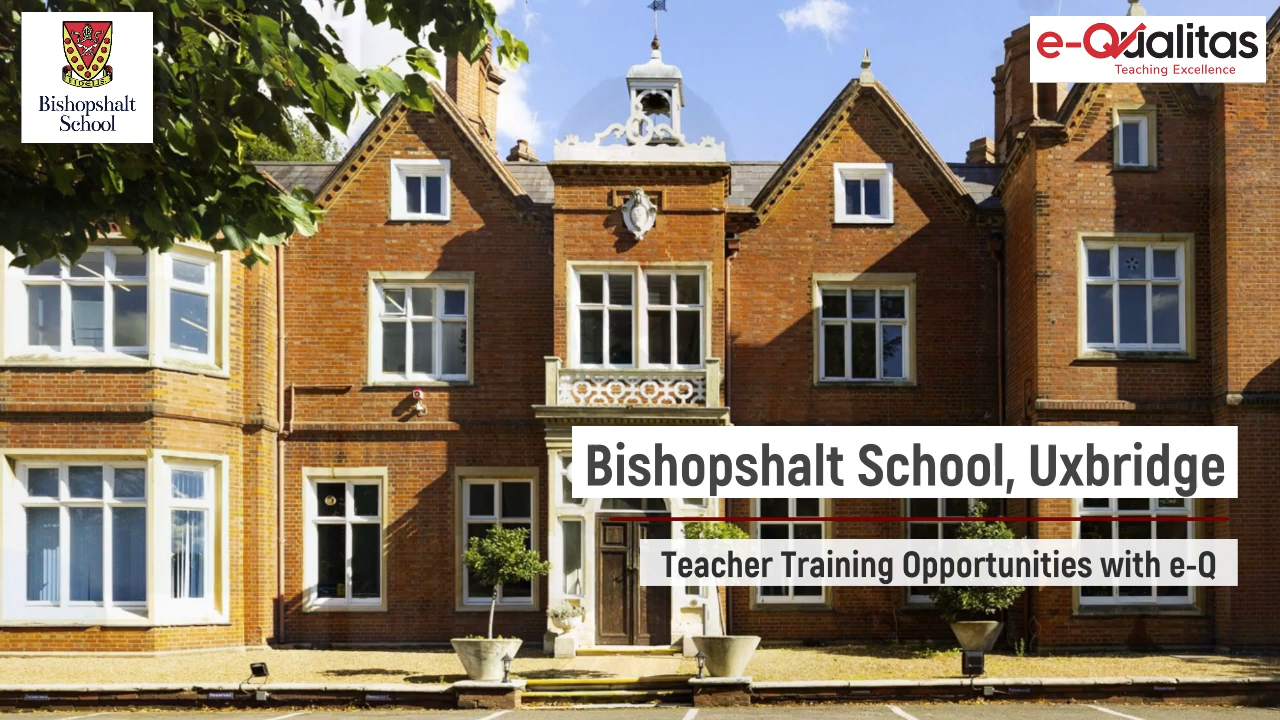 Bishopshalt
School
e-Qualitas
Teaching Excellence
Bishopshalt School, Uxbridge
Teacher Training Opportunities with e-Q